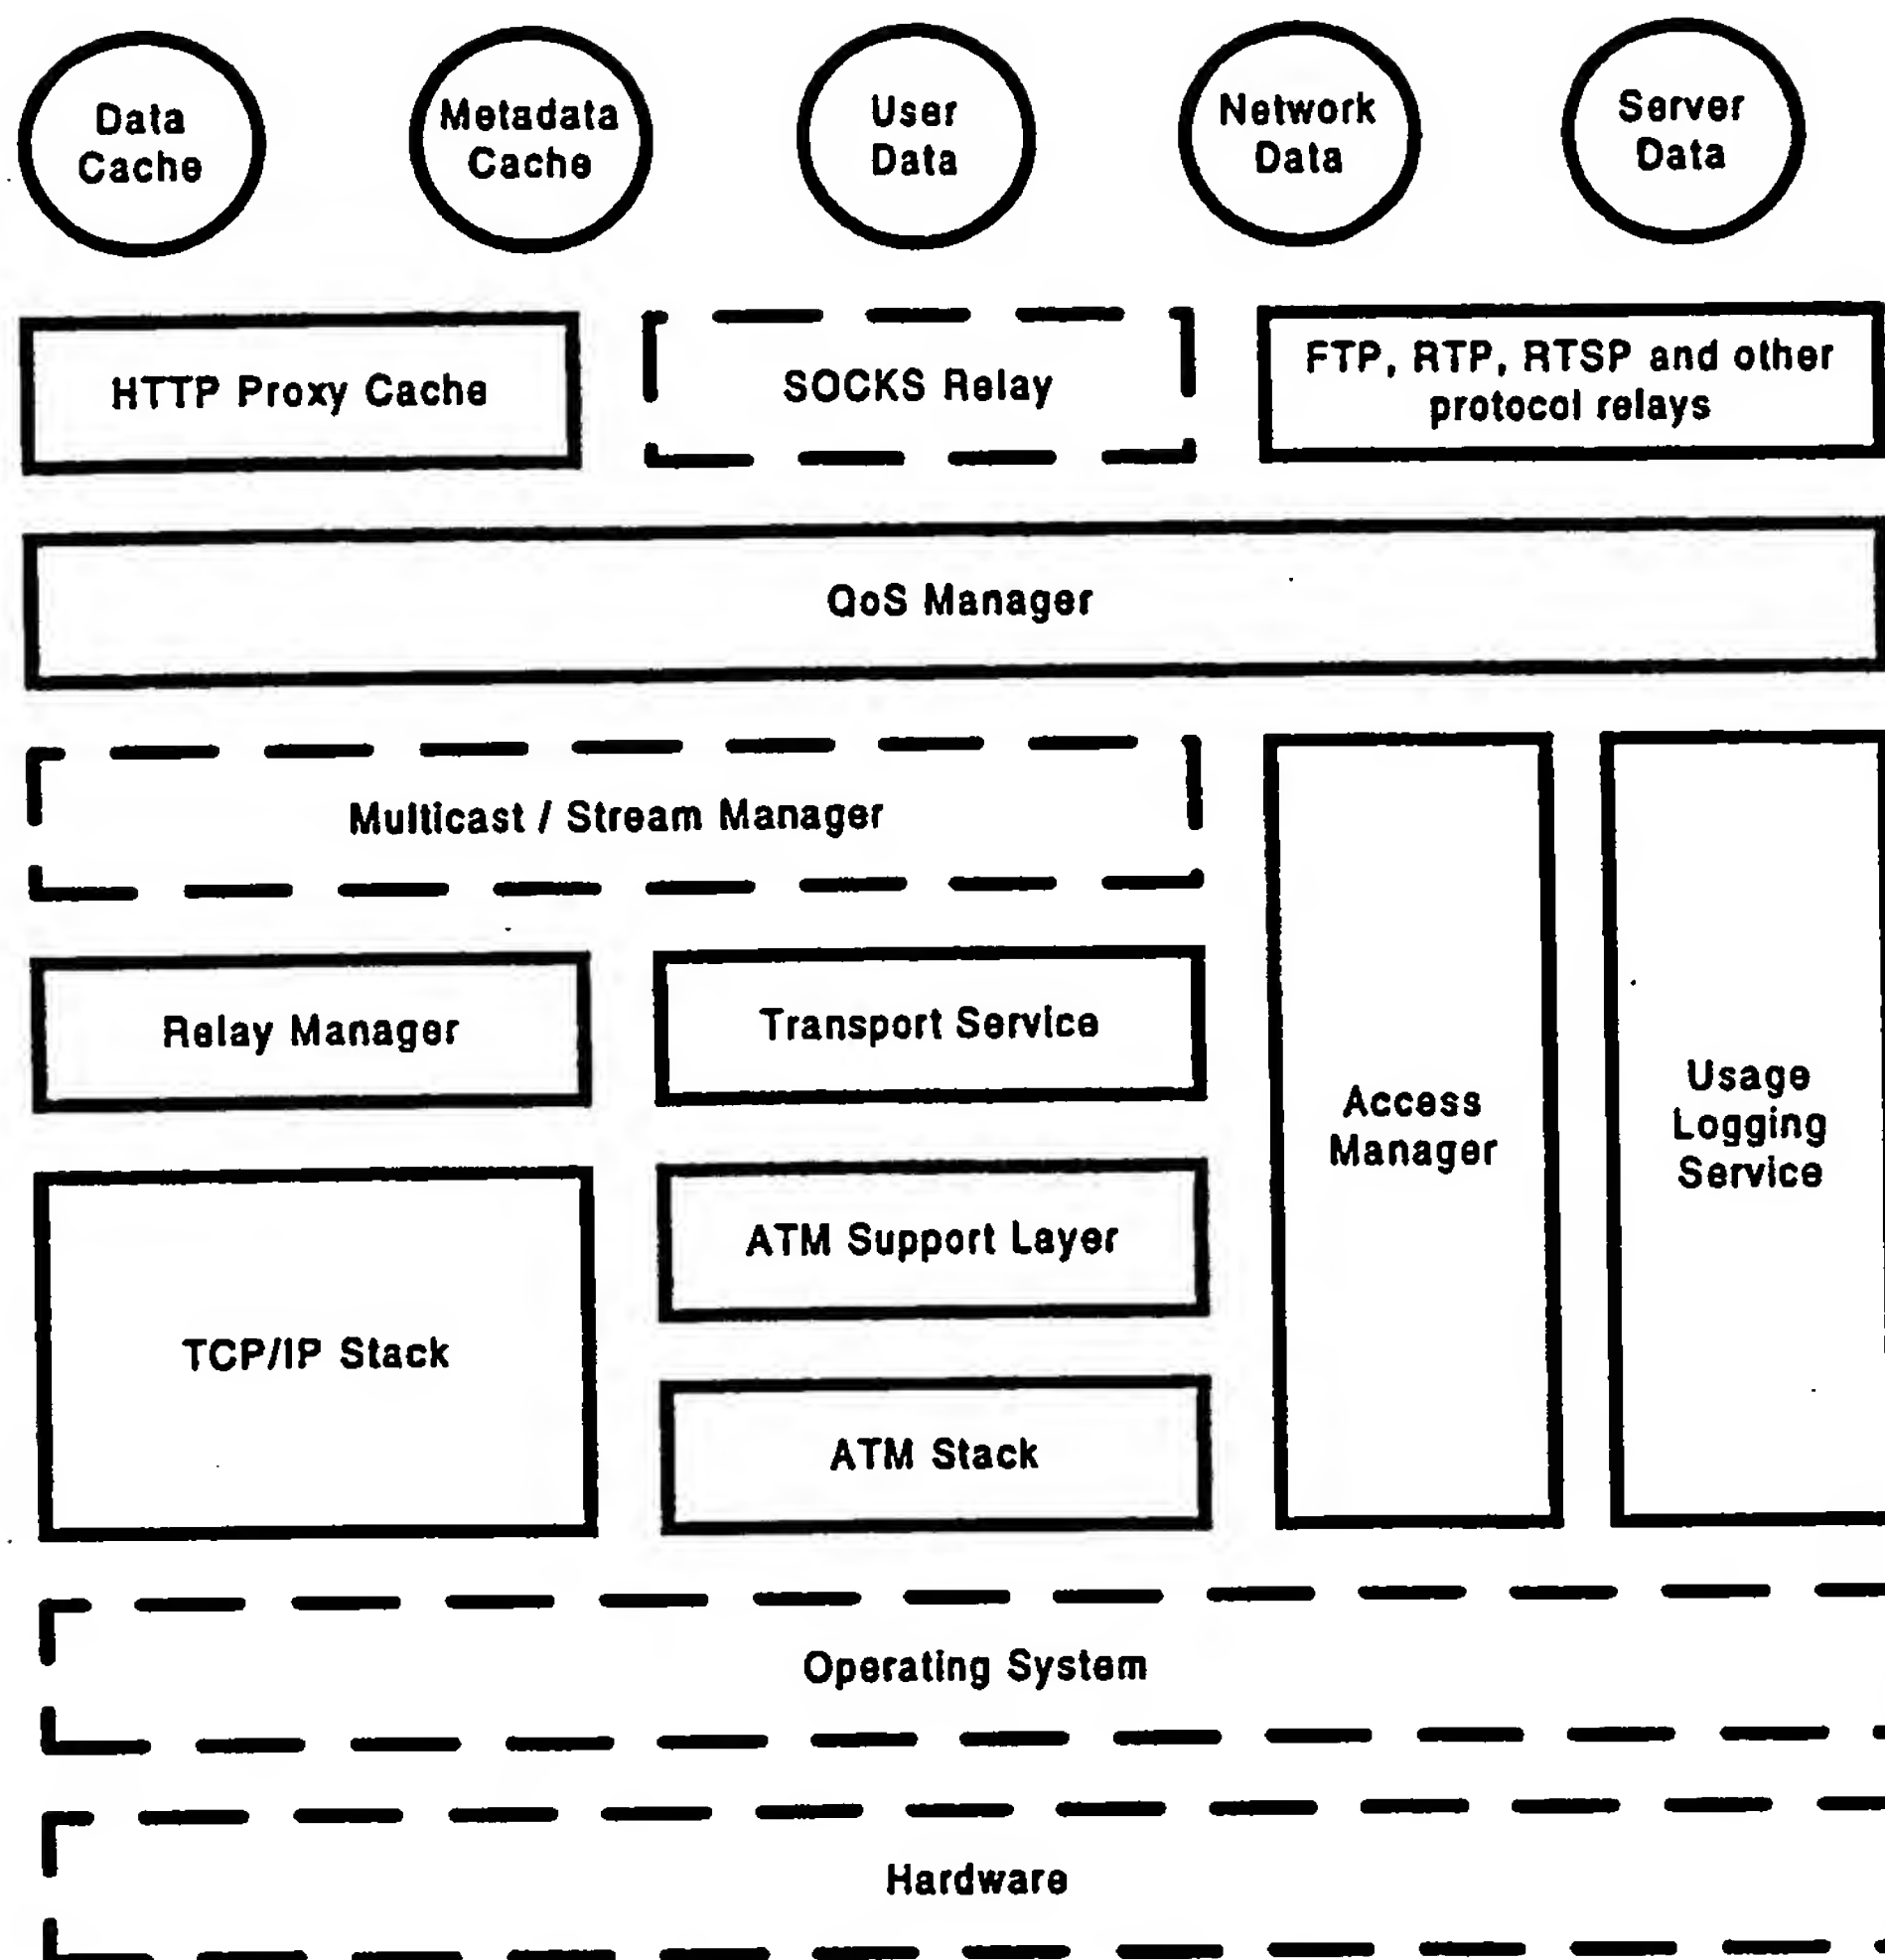 Data
Cache
Metadata
Cache
User
Data
Network
Data
Server
Data
HTTP Proxy Cache
SOCKS Relay
FTP, RTP, RTSP and other
protocol relays
QoS Manager
Multicast / Stream Manager
Relay Manager
Transport Service
Access
Manager
Usage
Logging
Service
ATM Support Layer
TCP/IP Stack
ATM Stack
Operating System
Hardware